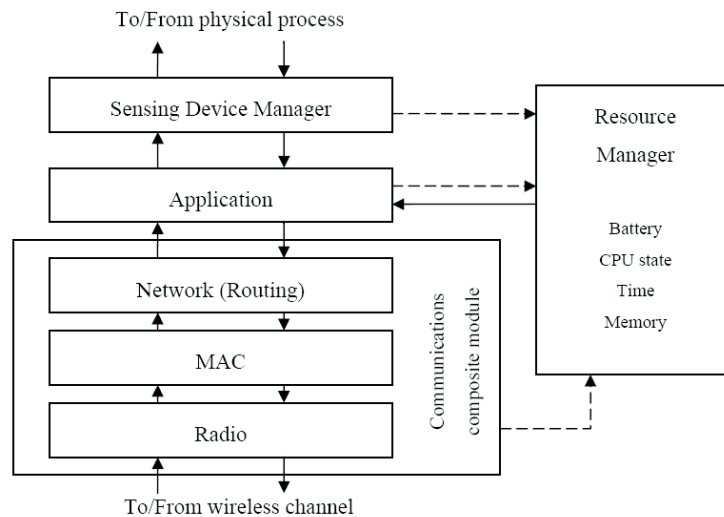 To/From physical process
Sensing Device Manager
Application
Network (Routing)
MAC
Radio
Communications
composite module
To/From wireless channel
Resource
Manager
Battery
CPU state
Time
Memory